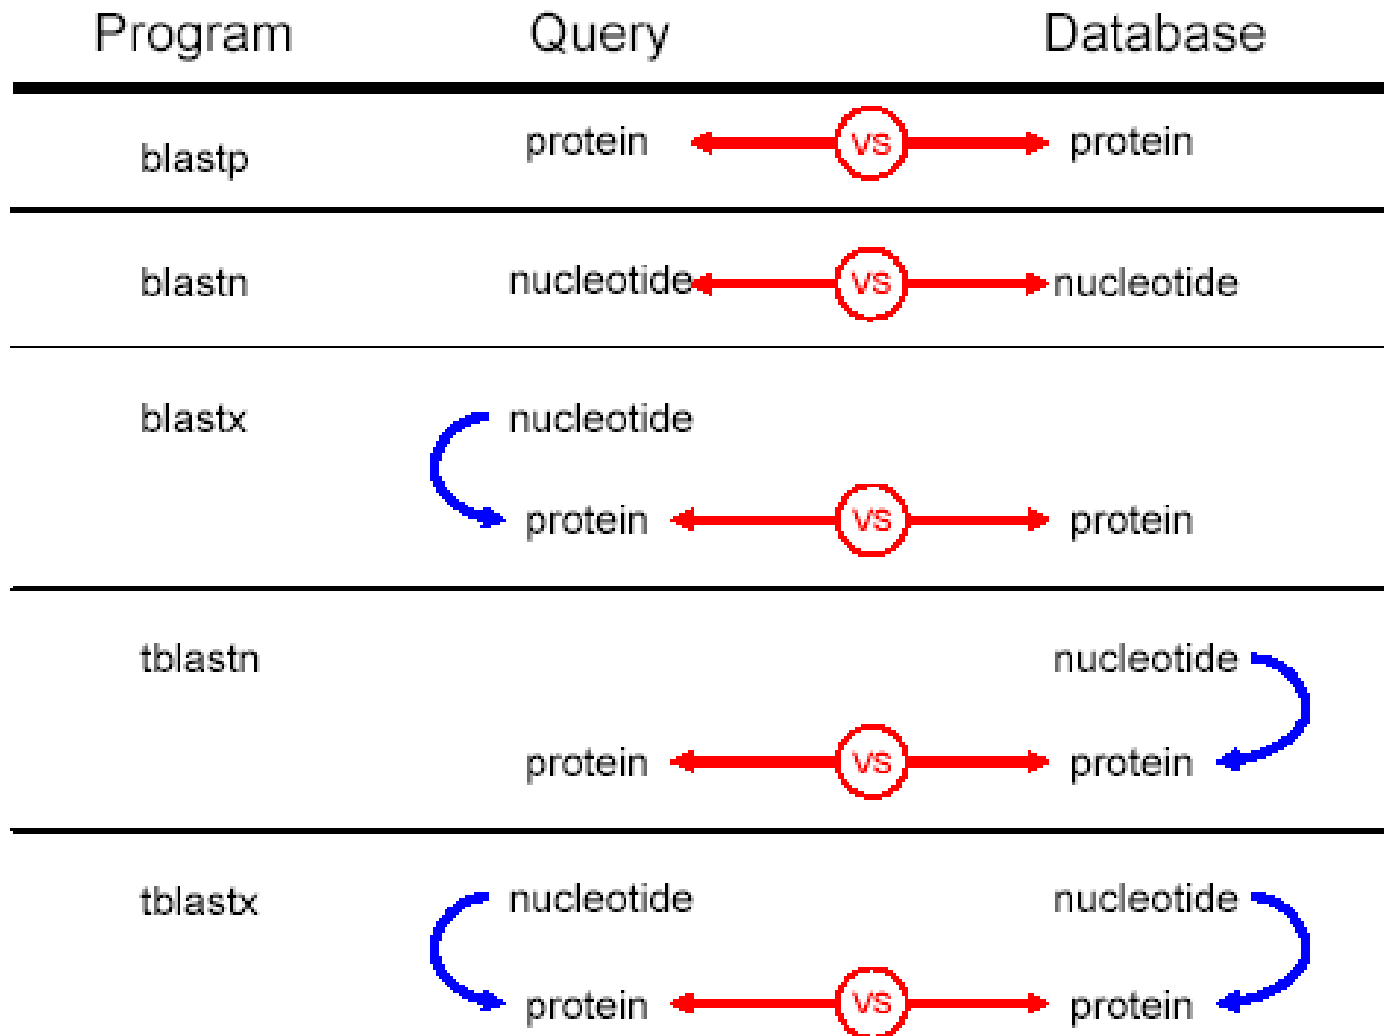 Program Query Database
blastp protein vs protein
blastn nucleotide vs nucleotide
blastx nucleotide
protein vs protein
tblastn nucleotide
protein vs protein
tblastx nucleotide nucleotide
protein vs protein